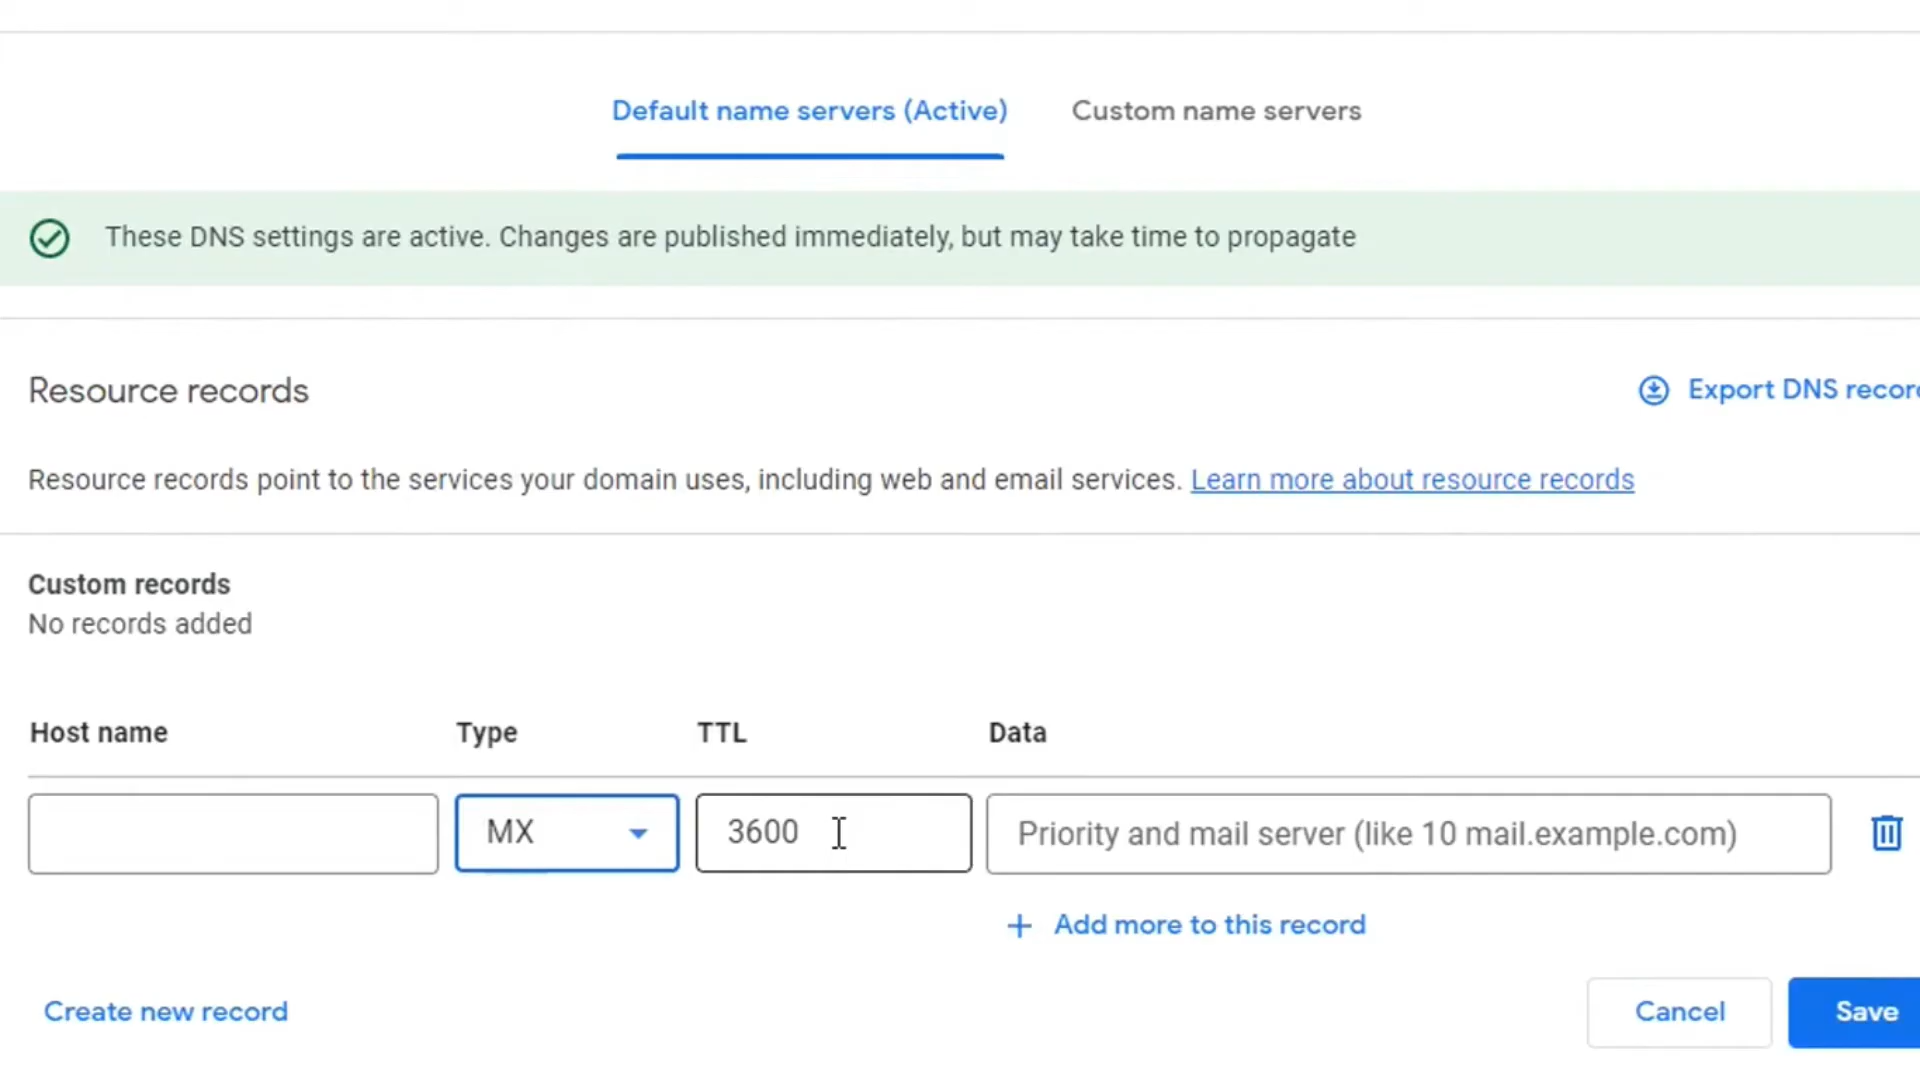 Default name servers (Active) Custom name servers
These DNS settings are active. Changes are published immediately, but may take time to propagate
Resource records
Export DNS recor
Resource records point to the services your domain uses, including web and email services. Learn more about resource records
Custom records
No records added
Host name Type TTL Data
MX 3600 Priority and mail server (like 10 mail.example.com)
+ Add more to this record
Create new record
Cancel Save